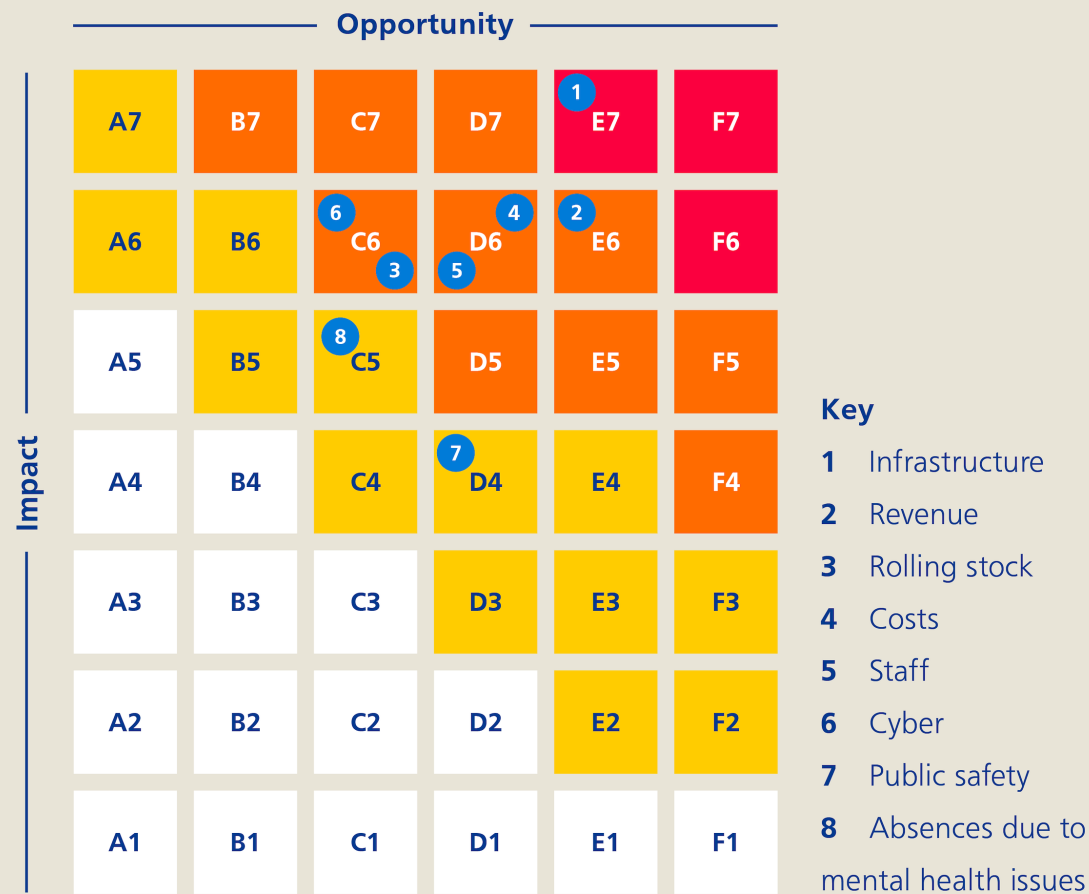 Opportunity
Impact
A7 B7 C7 D7 1 E7 F7
A6 B6 6 C6 3 4 D6 5 2 E6 F6
A5 B5 8 C5 D5 E5 F5
A4 B4 C4 7 D4 E4 F4
A3 B3 C3 D3 E3 F3
A2 B2 C2 D2 E2 F2
A1 B1 C1 D1 E1 F1
Key
1 Infrastructure
2 Revenue
3 Rolling stock
4 Costs
5 Staff
6 Cyber
7 Public safety
8 Absences due to
mental health issues